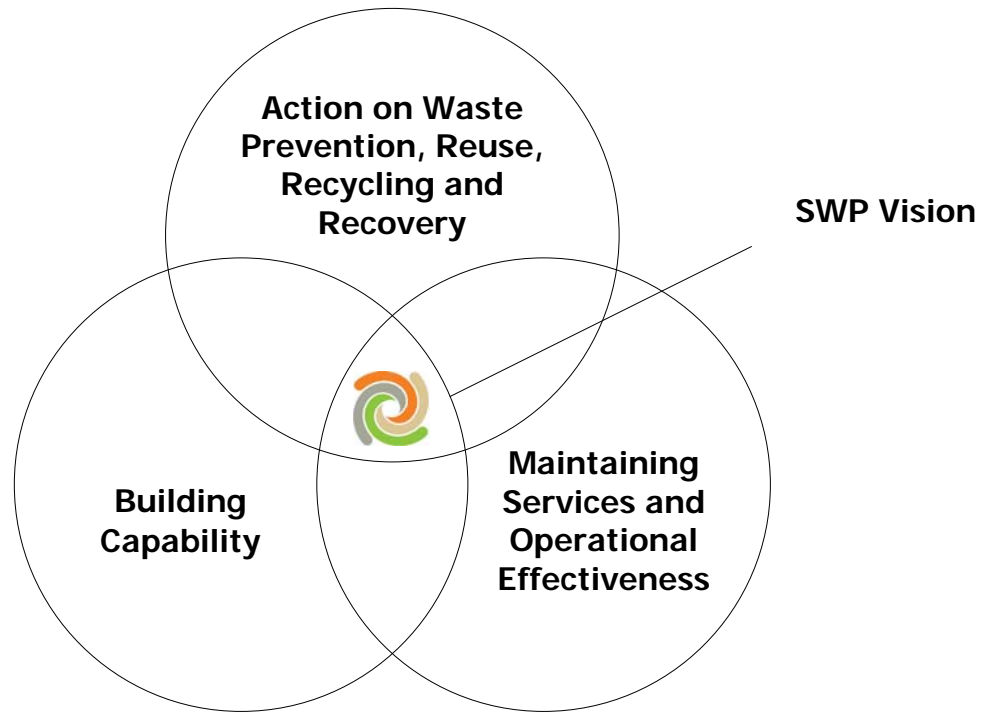 Action on Waste
Prevention, Reuse,
Recycling and
Recovery
SWP Vision
Building
Capability
Maintaining
Services and
Operational
Effectiveness